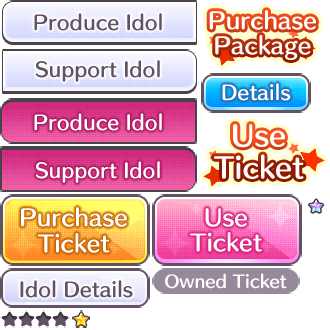 Produce Idol
Support Idol
Produce Idol
Support Idol
Purchase
Package
Details
Use
Ticket
Purchase
Ticket
Use
Ticket
Idol Details
Owned Ticket